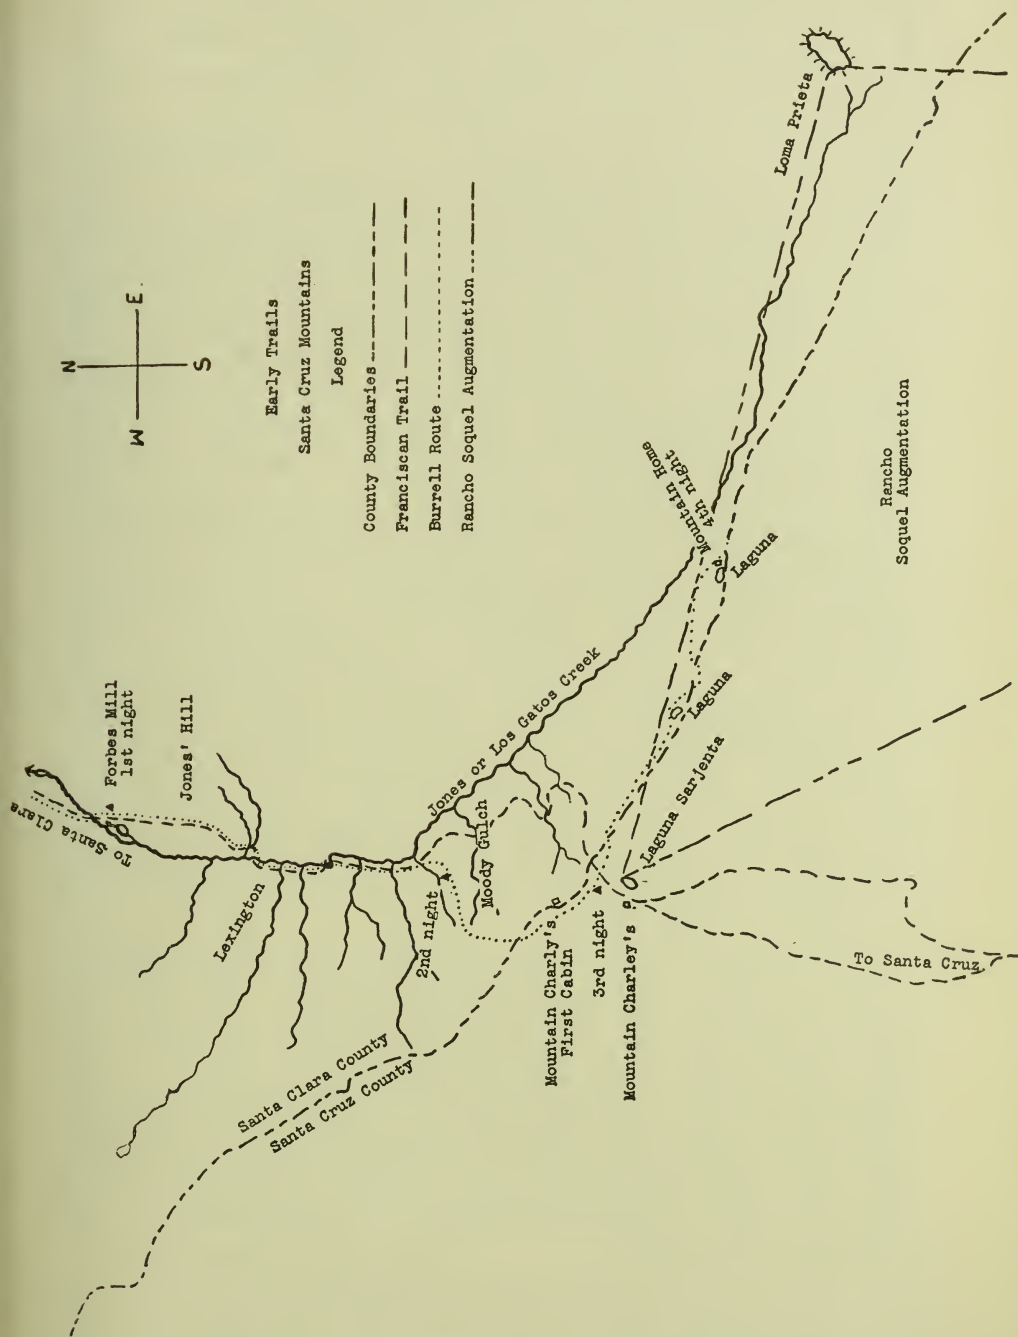 N
W E.
S
Early Trails
Santa Cruz Mountains
Legend
County Boundaries
Franciscan Trail
Burrell Route
Rancho Soquel Augmentation
Loma Prieta
Mountain Home
4th night
Laguna
Rancho
Soquel Augmentation
Forbes Mill
1st night
To Santa Clara
Jones' Hill
Jones or Los Gatos Creek
Lexington
Moody Gulch
2nd night
Laguna
Laguna Sarjenta
Mountain Charly's
First Cabin
3rd night
Mountain Charley's
To Santa Cruz
Santa Clara County
Santa Cruz County